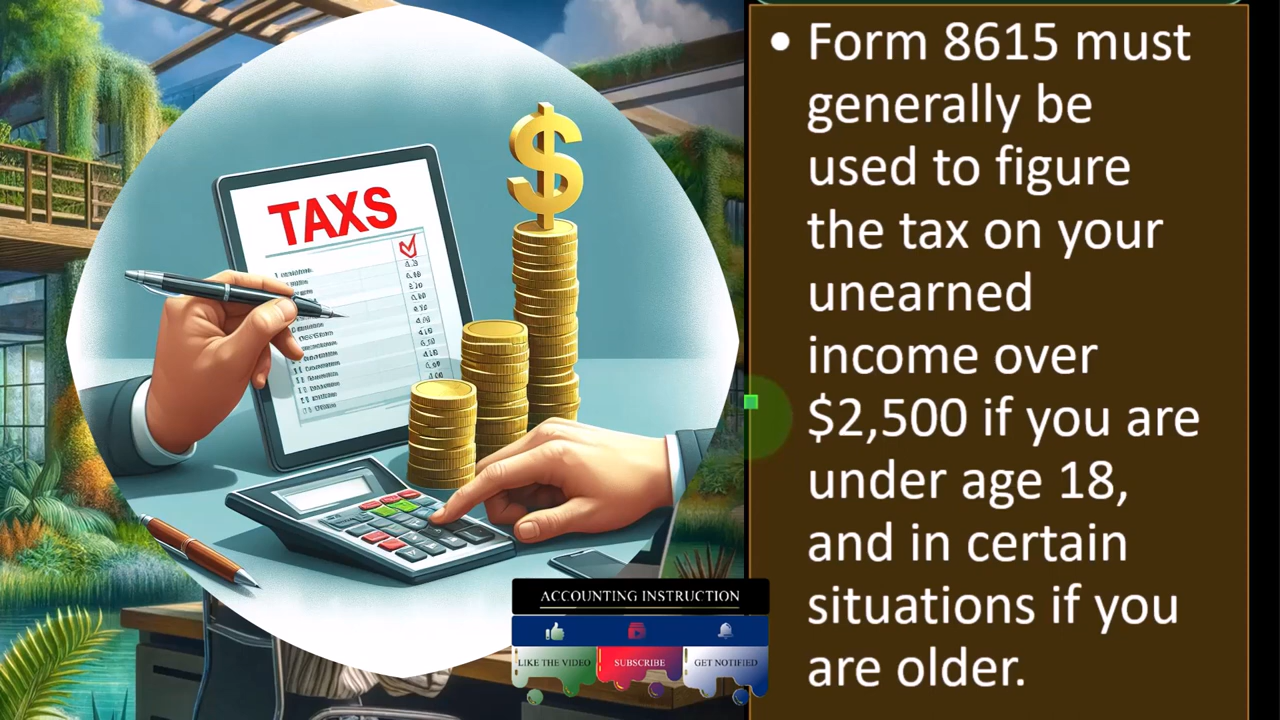 • Form 8615 must
generally be
used to figure
the tax on your
unearned
income over
$2,500 if you are
under age 18,
and in certain
situations if you
are older.
TAXS
ACCOUNTING INSTRUCTION
LIKE THE VIDEO
SUBSCRIBE
GET NOTIFIED